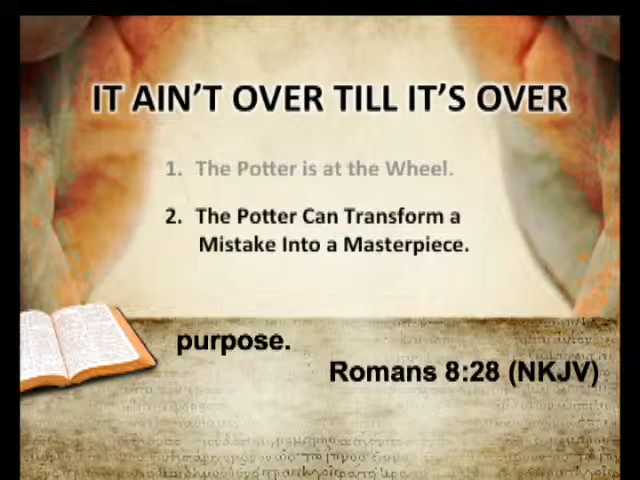 IT AIN'T OVER TILL IT'S OVER
1. The Potter is at the Wheel.
2. The Potter Can Transform a
Mistake Into a Masterpiece.
purpose.
Romans 8:28 (NKJV)